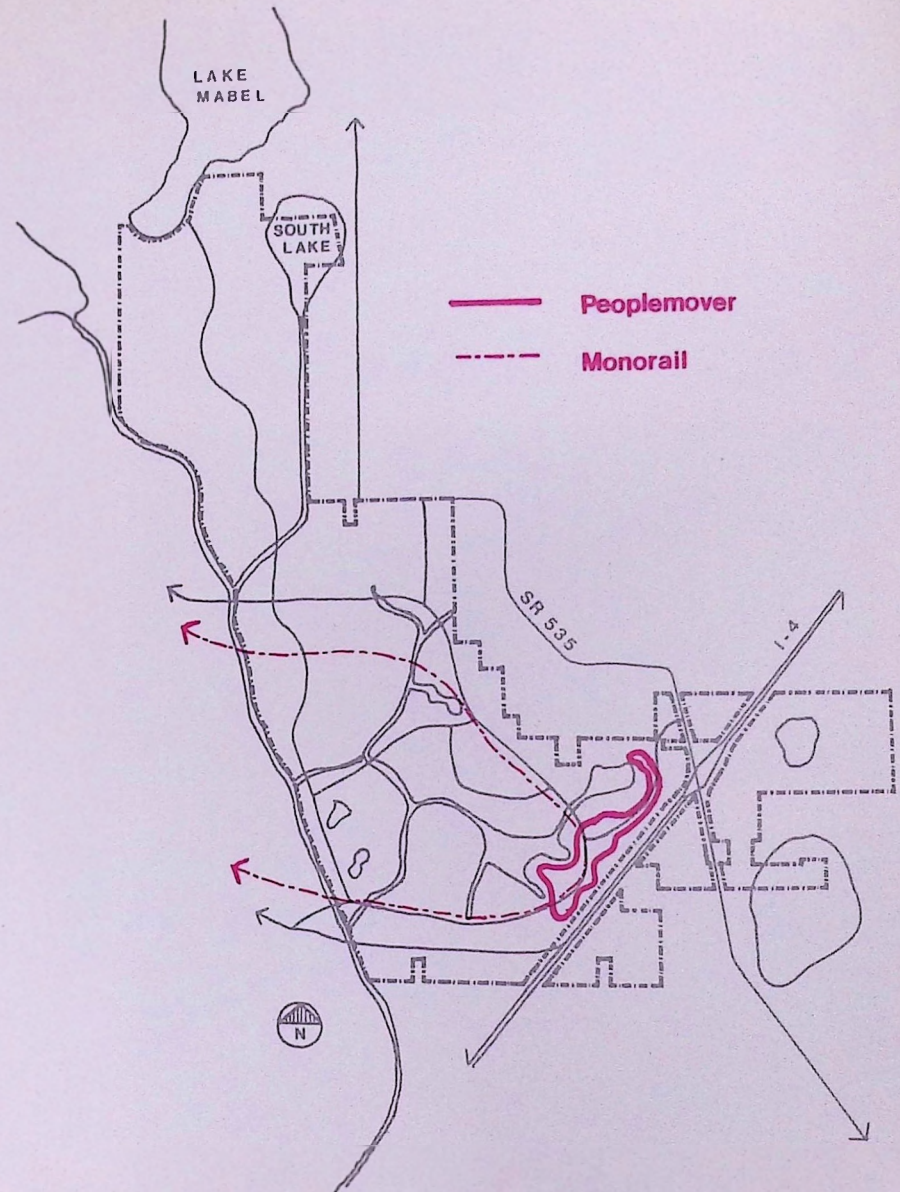 LAKE
MABEL
SOUTH
LAKE
Peoplemover
Monorail
SR 535
I-4
N